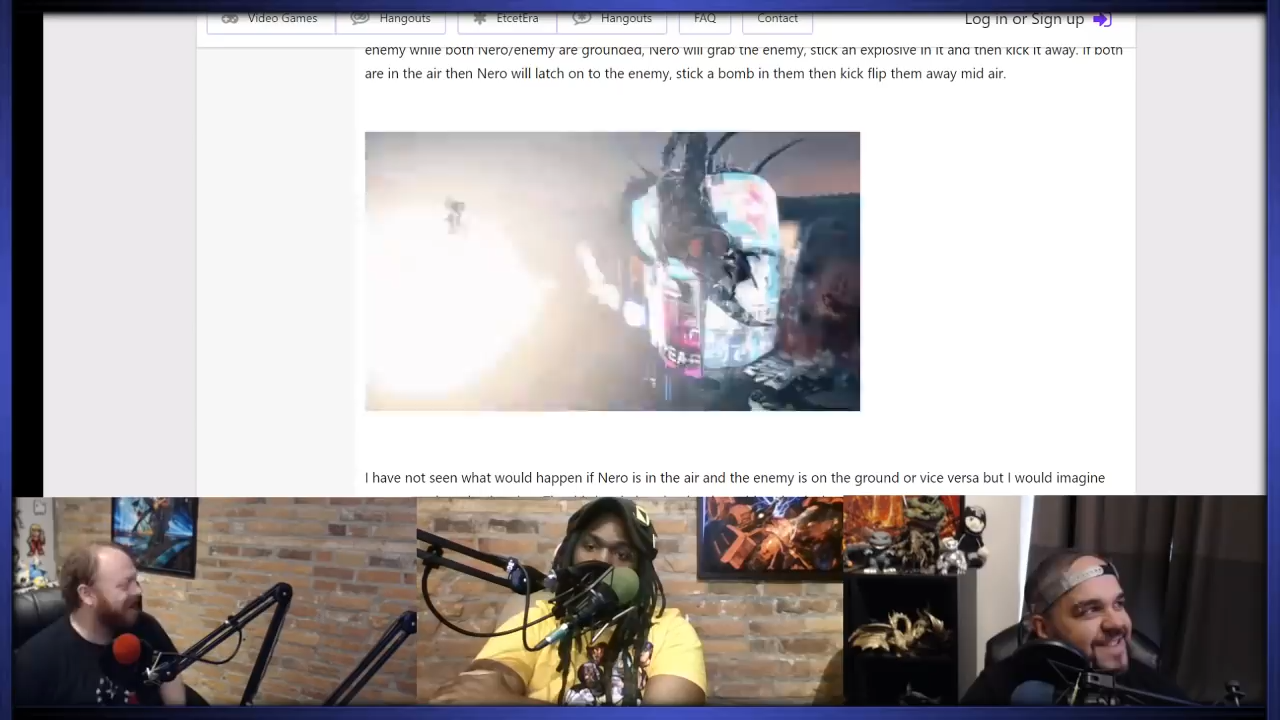 Video Games
Hangouts
EtcetEra
Hangouts
FAQ
Contact
Log in or Sign up
enemy while both Nero/enemy are grounded, Nero will grab the enemy, stick an explosive in it and then kick it away. If both
are in the air then Nero will latch on to the enemy, stick a bomb in them then kick flip them away mid air.
I have not seen what would happen if Nero is in the air and the enemy is on the ground or vice versa but I would imagine